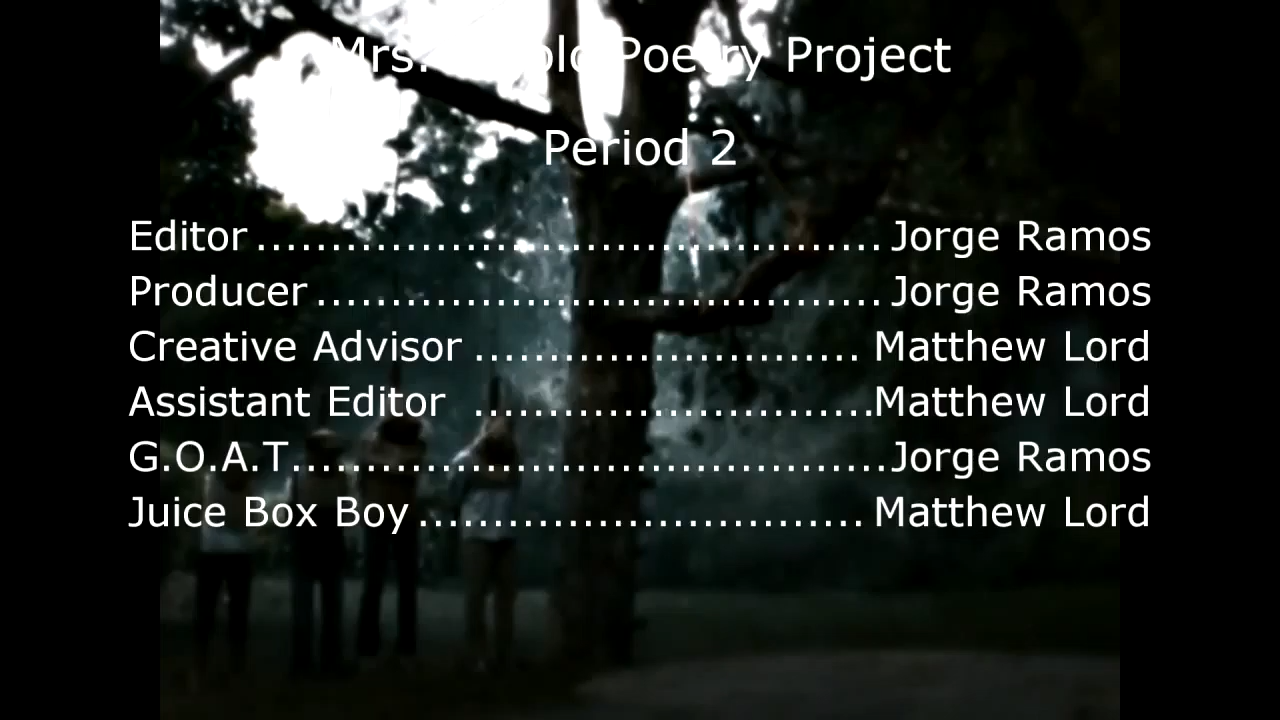 Mrs. Poetry Project
Period 2
Editor ........................................ Jorge Ramos
Producer .................................... Jorge Ramos
Creative Advisor ......................... Matthew Lord
Assistant Editor ..........................Matthew Lord
G.O.A.T.......................................Jorge Ramos
Juice Box Boy ............................. Matthew Lord